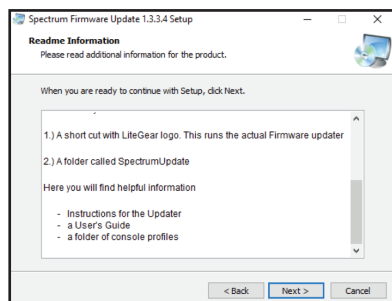 Spectrum Firmware Update 1.3.3.4 Setup
Readme Information
Please read additional information for the product.
When you are ready to continue with Setup, click Next.
1.) A short cut with LiteGear logo. This runs the actual Firmware updater
2.) A folder called SpectrumUpdate
Here you will find helpful information
- Instructions for the Updater
- a User's Guide
- a folder of console profiles
< Back Next > Cancel